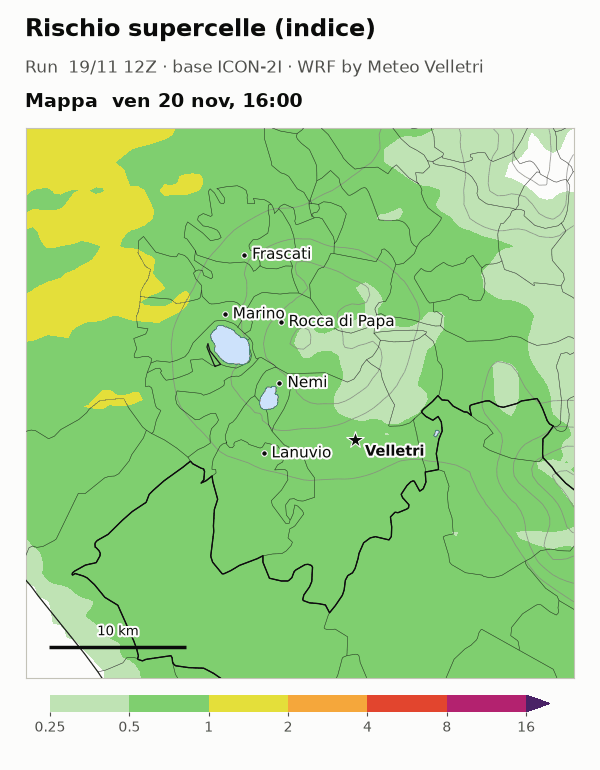 Rischio supercelle (indice)
Run  19/11 12Z · base ICON-2I · WRF by Meteo Velletri
Mappa  ven 20 nov, 16:00
Frascati
Marino
Rocca di Papa
Nemi
Velletri
Lanuvio
10 km
0.25 0.5 1 2 4 8 16